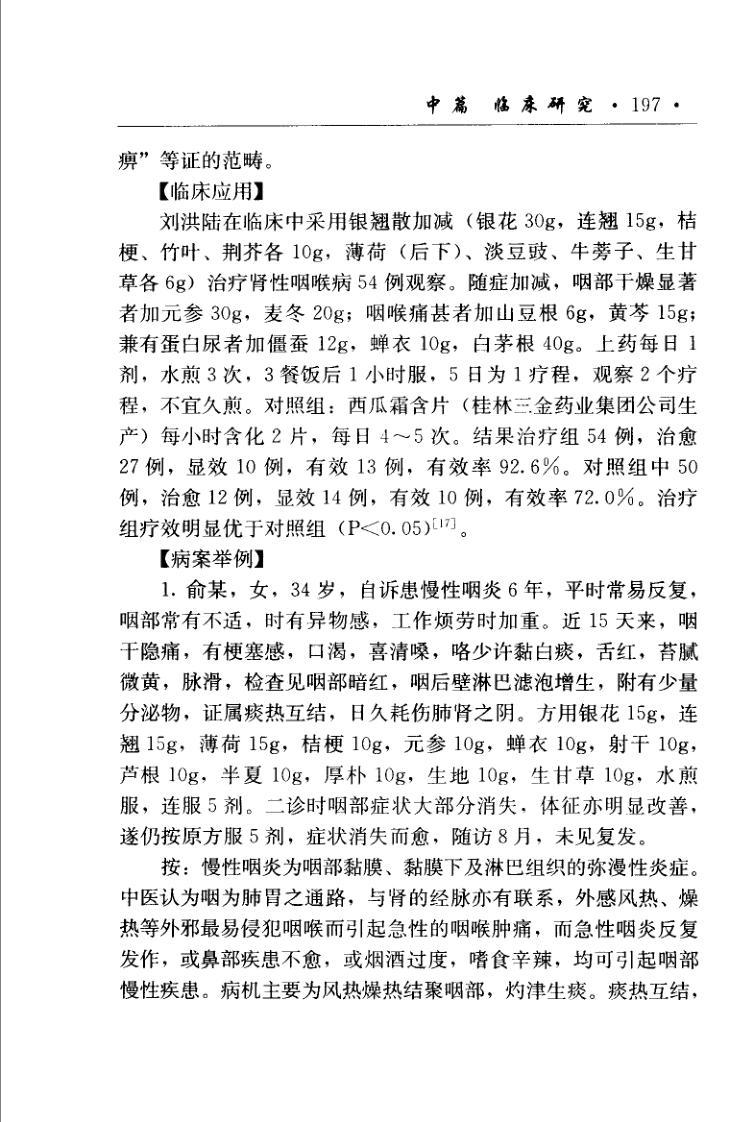 中篇 临床研究 · 197 ·
痹”等证的范畴。
【临床应用】
刘洪陆在临床中采用银翘散加减（银花 30g，连翘 15g，桔
梗、竹叶、荆芥各 10g，薄荷（后下）、淡豆豉、牛蒡子、生甘
草各 6g）治疗肾性咽喉病 54 例观察。随症加减，咽部干燥显著
者加元参 30g，麦冬 20g；咽喉痛甚者加山豆根 6g，黄芩 15g；
兼有蛋白尿者加僵蚕 12g，蝉衣 10g，白茅根 40g。上药每日 1
剂，水煎 3 次，3 餐饭后 1 小时服，5 日为 1 疗程，观察 2 个疗
程，不宜久煎。对照组：西瓜霜含片（桂林三金药业集团公司生
产）每小时含化 2 片，每日 4～5 次。结果治疗组 54 例，治愈
27 例，显效 10 例，有效 13 例，有效率 92.6%。对照组中 50
例，治愈 12 例，显效 14 例，有效 10 例，有效率 72.0%。治疗
组疗效明显优于对照组（P<0.05）[17]。
【病案举例】
1. 俞某，女，34 岁，自诉患慢性咽炎 6 年，平时常易反复，
咽部常有不适，时有异物感，工作烦劳时加重。近 15 天来，咽
干隐痛，有梗塞感，口渴，喜清嗓，咯少许黏白痰，舌红，苔腻
微黄，脉滑，检查见咽部暗红，咽后壁淋巴滤泡增生，附有少量
分泌物，证属痰热互结，日久耗伤肺肾之阴。方用银花 15g，连
翘 15g，薄荷 15g，桔梗 10g，元参 10g，蝉衣 10g，射干 10g，
芦根 10g，半夏 10g，厚朴 10g，生地 10g，生甘草 10g，水煎
服，连服 5 剂。二诊时咽部症状大部分消失，体征亦明显改善，
遂仍按原方服 5 剂，症状消失而愈，随访 8 月，未见复发。
按：慢性咽炎为咽部黏膜、黏膜下及淋巴组织的弥漫性炎症。
中医认为咽为肺胃之通路，与肾的经脉亦有联系，外感风热、燥
热等外邪最易侵犯咽喉而引起急性的咽喉肿痛，而急性咽炎反复
发作，或鼻部疾患不愈，或烟酒过度，嗜食辛辣，均可引起咽部
慢性疾患。病机主要为风热燥热结聚咽部，灼津生痰。痰热互结，